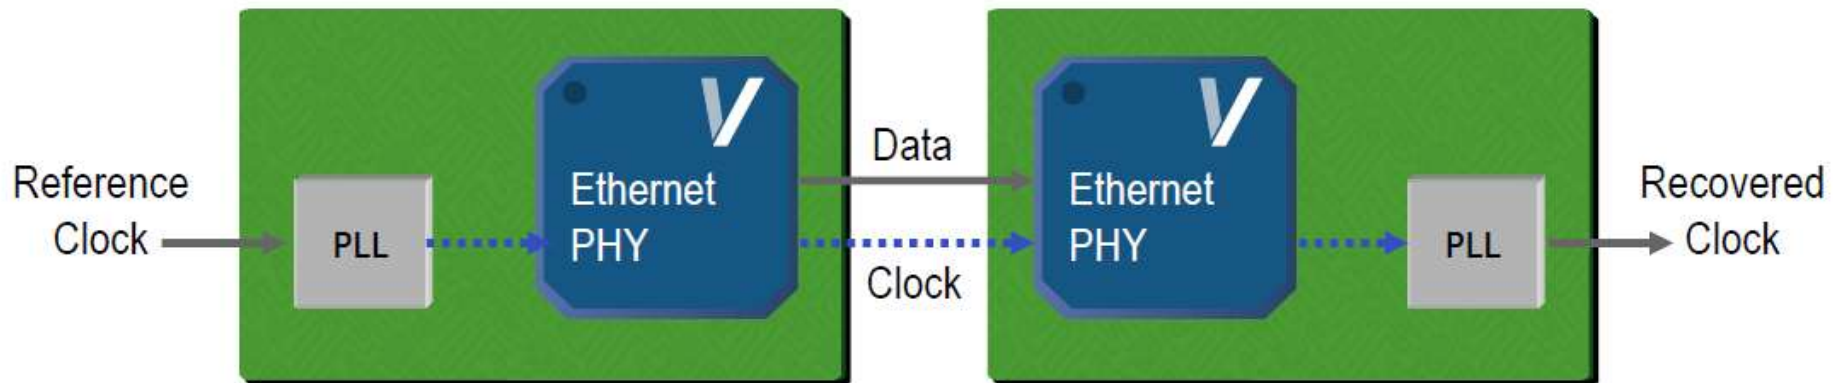 Reference
Clock
PLL
Ethernet
PHY
Data
Clock
Ethernet
PHY
PLL
Recovered
Clock